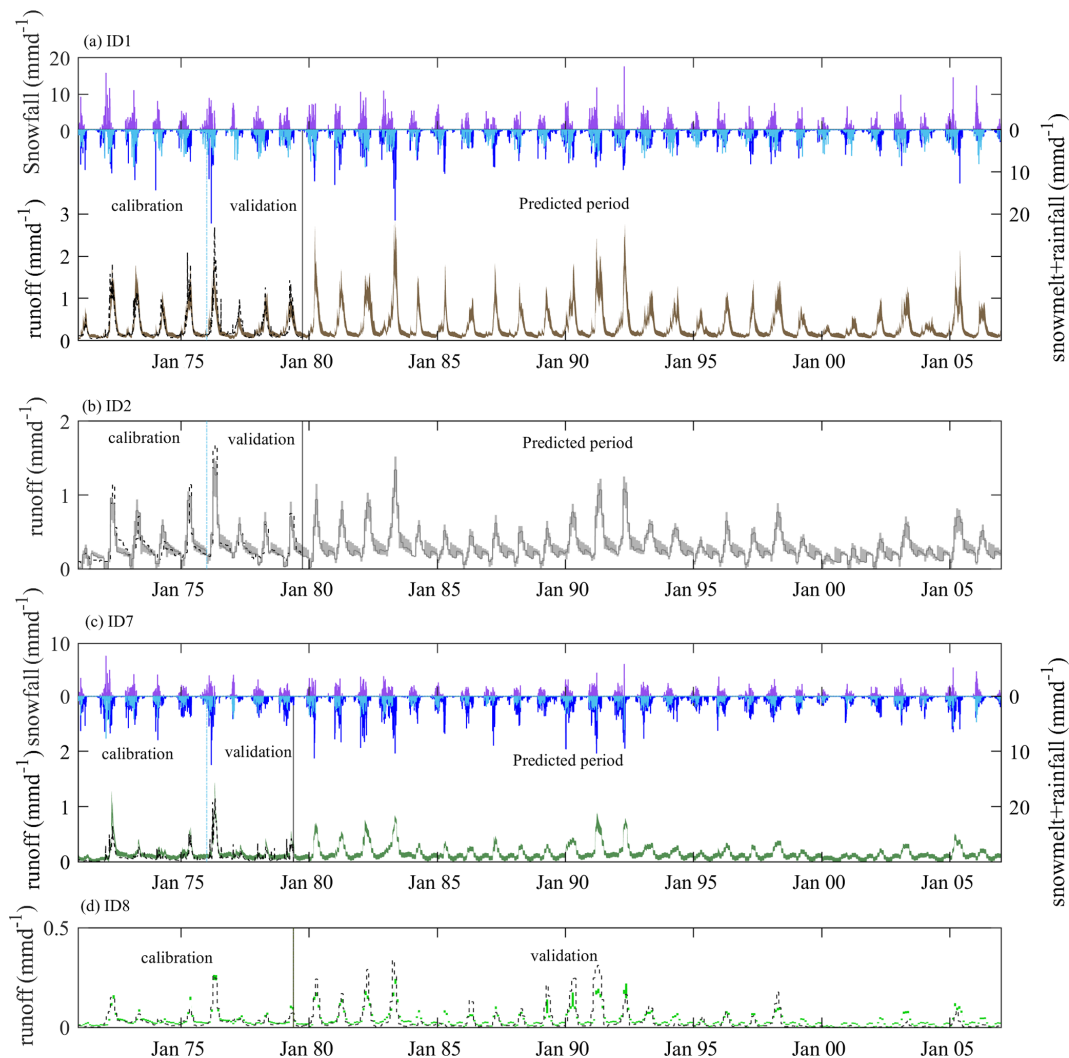 (a) ID1
Snowfall (mmd⁻¹)
20
10
0
0
10
20
snowmelt+rainfall (mmd⁻¹)
calibration
validation
Predicted period
runoff (mmd⁻¹)
3
2
1
0
Jan 75 Jan 80 Jan 85 Jan 90 Jan 95 Jan 00 Jan 05
(b) ID2
runoff (mmd⁻¹)
2
1
0
calibration
validation
Predicted period
Jan 75 Jan 80 Jan 85 Jan 90 Jan 95 Jan 00 Jan 05
(c) ID7
snowfall (mmd⁻¹)
10
0
0
10
20
snowmelt+rainfall (mmd⁻¹)
calibration
validation
Predicted period
runoff (mmd⁻¹)
2
1
0
Jan 75 Jan 80 Jan 85 Jan 90 Jan 95 Jan 00 Jan 05
(d) ID8
runoff (mmd⁻¹)
0.5
0
calibration
validation
Jan 75 Jan 80 Jan 85 Jan 90 Jan 95 Jan 00 Jan 05